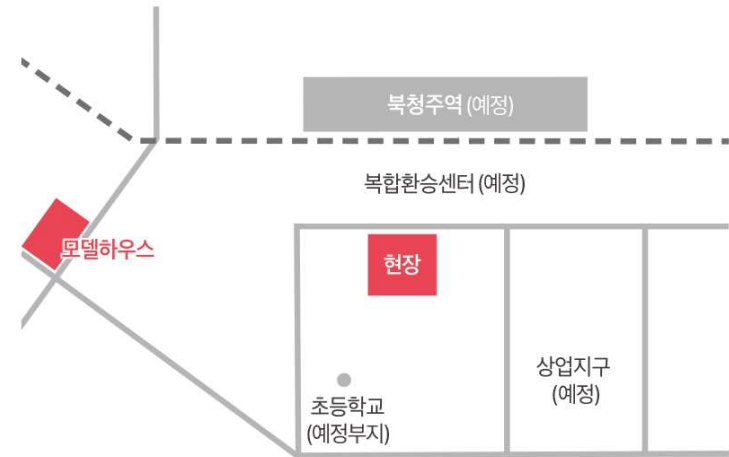 북청주역 (예정)
복합환승센터 (예정)
모델하우스
현장
상업지구
(예정)
초등학교
(예정부지)